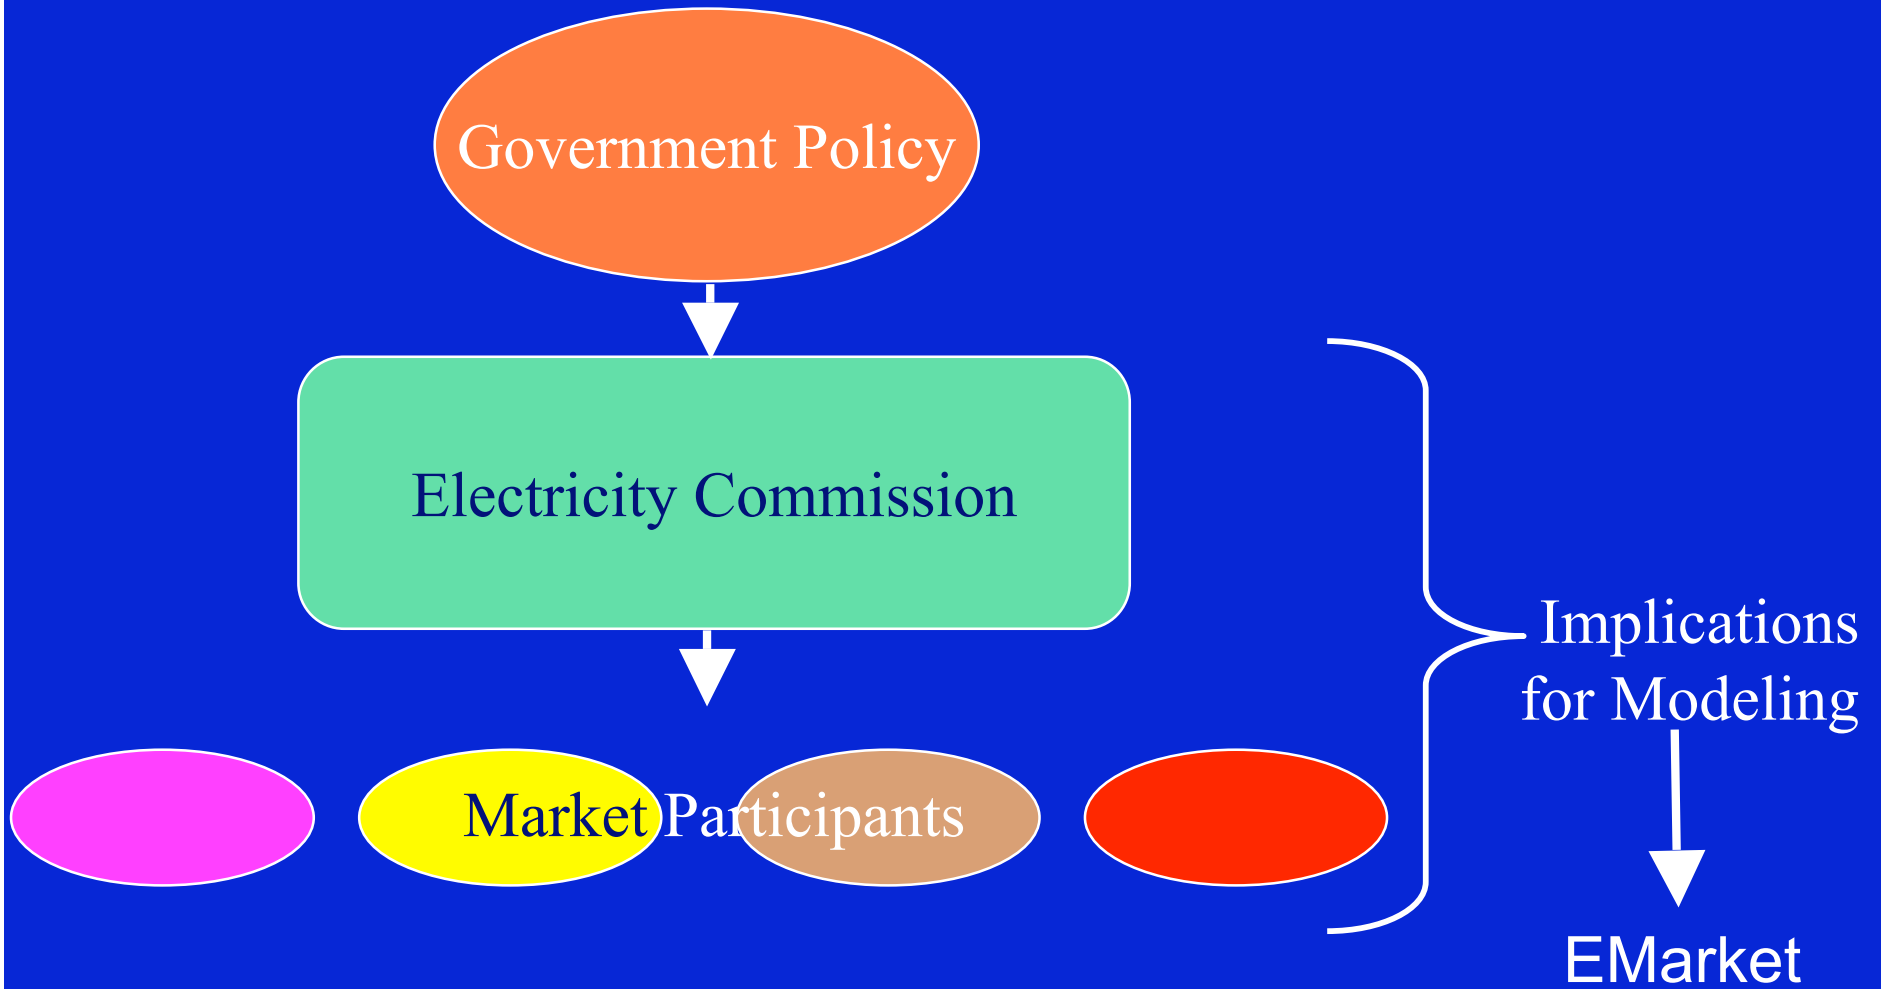 Government Policy
Electricity Commission
Implications
for Modeling
Market Participants
EMarket